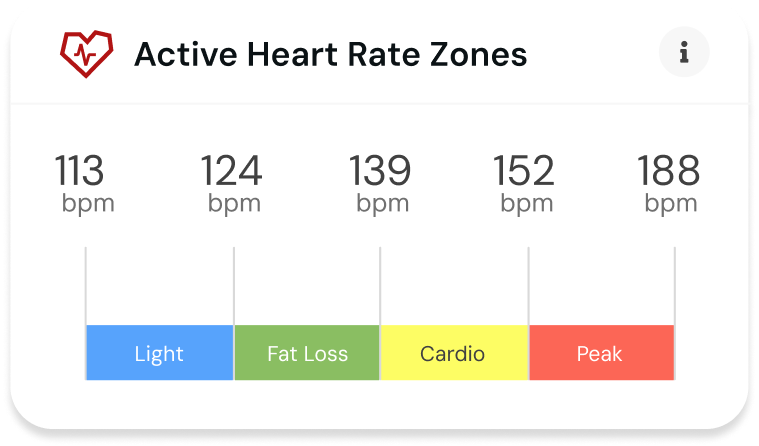 Active Heart Rate Zones
113 124 139 152 188
bpm bpm bpm bpm bpm
Light Fat Loss Cardio Peak